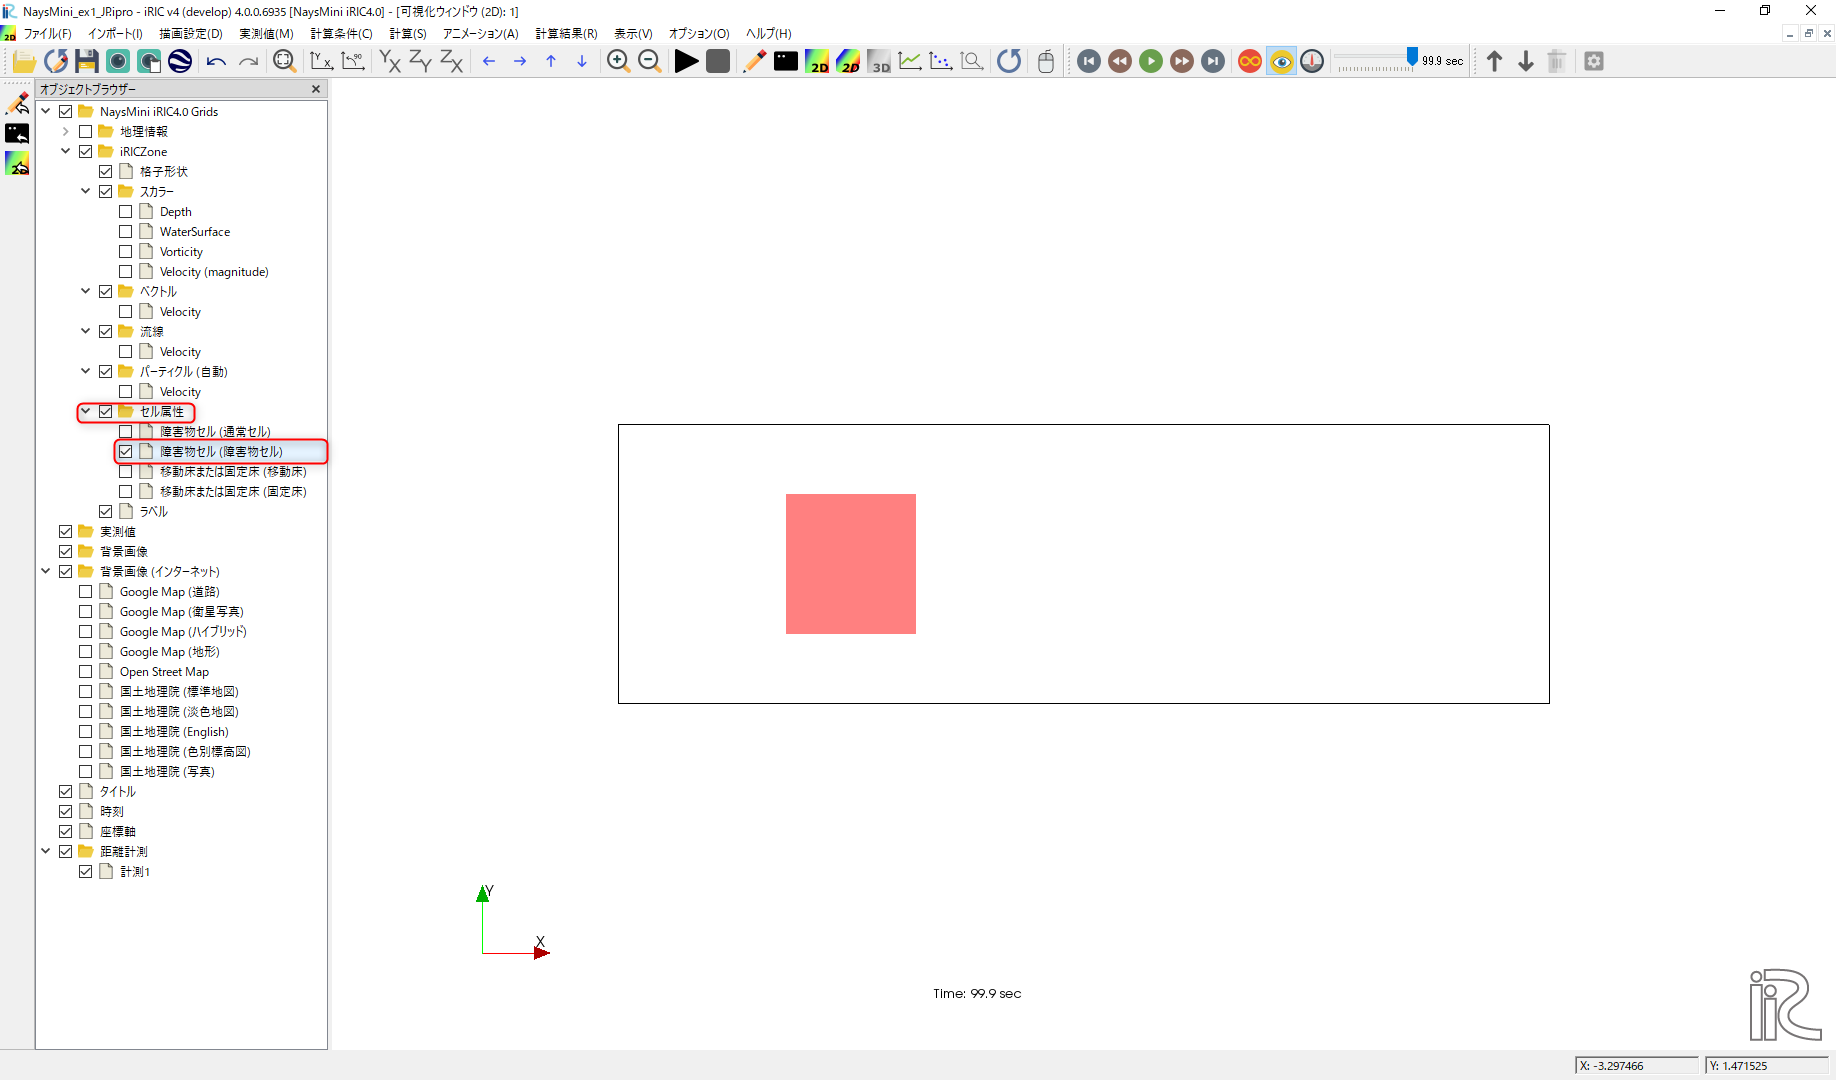 NaysMini_ex1_JP.ipro - iRIC v4 (develop) 4.0.0.6935 [NaysMini iRIC4.0] - [可視化ウィンドウ (2D): 1]
ファイル(F) インポート(I) 描画設定(D) 実測値(M) 計算条件(C) 計算(S) アニメーション(A) 計算結果(R) 表示(V) オプション(O) ヘルプ(H)
99.9 sec
オブジェクトブラウザー
NaysMini iRIC4.0 Grids
地理情報
iRICZone
格子形状
スカラー
Depth
WaterSurface
Vorticity
Velocity (magnitude)
ベクトル
Velocity
流線
Velocity
パーティクル (自動)
Velocity
セル属性
障害物セル (通常セル)
障害物セル (障害物セル)
移動床または固定床 (移動床)
移動床または固定床 (固定床)
ラベル
実測値
背景画像
背景画像 (インターネット)
Google Map (道路)
Google Map (衛星写真)
Google Map (ハイブリッド)
Google Map (地形)
Open Street Map
国土地理院 (標準地図)
国土地理院 (淡色地図)
国土地理院 (English)
国土地理院 (色別標高図)
国土地理院 (写真)
タイトル
時刻
座標軸
距離計測
計測1
Y
X
Time: 99.9 sec
iRIC
X: -3.297466
Y: 1.471525